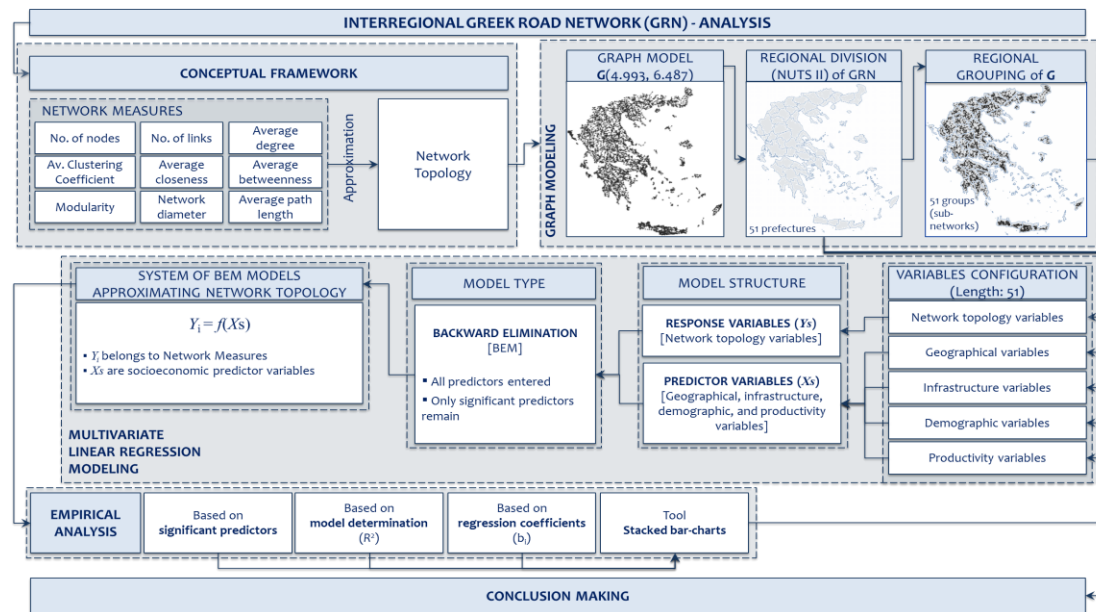 INTERREGIONAL GREEK ROAD NETWORK (GRN) - ANALYSIS
CONCEPTUAL FRAMEWORK
NETWORK MEASURES
No. of nodes
No. of links
Average
degree
Av. Clustering
Coefficient
Average
closeness
Average
betweenness
Modularity
Network
diameter
Average path
length
Approximation
Network
Topology
GRAPH MODELING
GRAPH MODEL
G(4.993, 6.487)
REGIONAL DIVISION
(NUTS II) of GRN
51 prefectures
REGIONAL
GROUPING of G
51 groups
(sub-
networks)
SYSTEM OF BEM MODELS
APPROXIMATING NETWORK TOPOLOGY
Yi = f(Xs)
▪ Yi belongs to Network Measures
▪ Xs are socioeconomic predictor variables
MODEL TYPE
BACKWARD ELIMINATION
[BEM]
▪ All predictors entered
▪ Only significant predictors
remain
MODEL STRUCTURE
RESPONSE VARIABLES (Ys)
[Network topology variables]
PREDICTOR VARIABLES (Xs)
[Geographical, infrastructure,
demographic, and productivity
variables]
VARIABLES CONFIGURATION
(Length: 51)
Network topology variables
Geographical variables
Infrastructure variables
Demographic variables
Productivity variables
MULTIVARIATE
LINEAR REGRESSION
MODELING
EMPIRICAL
ANALYSIS
Based on
significant predictors
Based on
model determination
(R²)
Based on
regression coefficients
(bi)
Tool
Stacked bar-charts
CONCLUSION MAKING